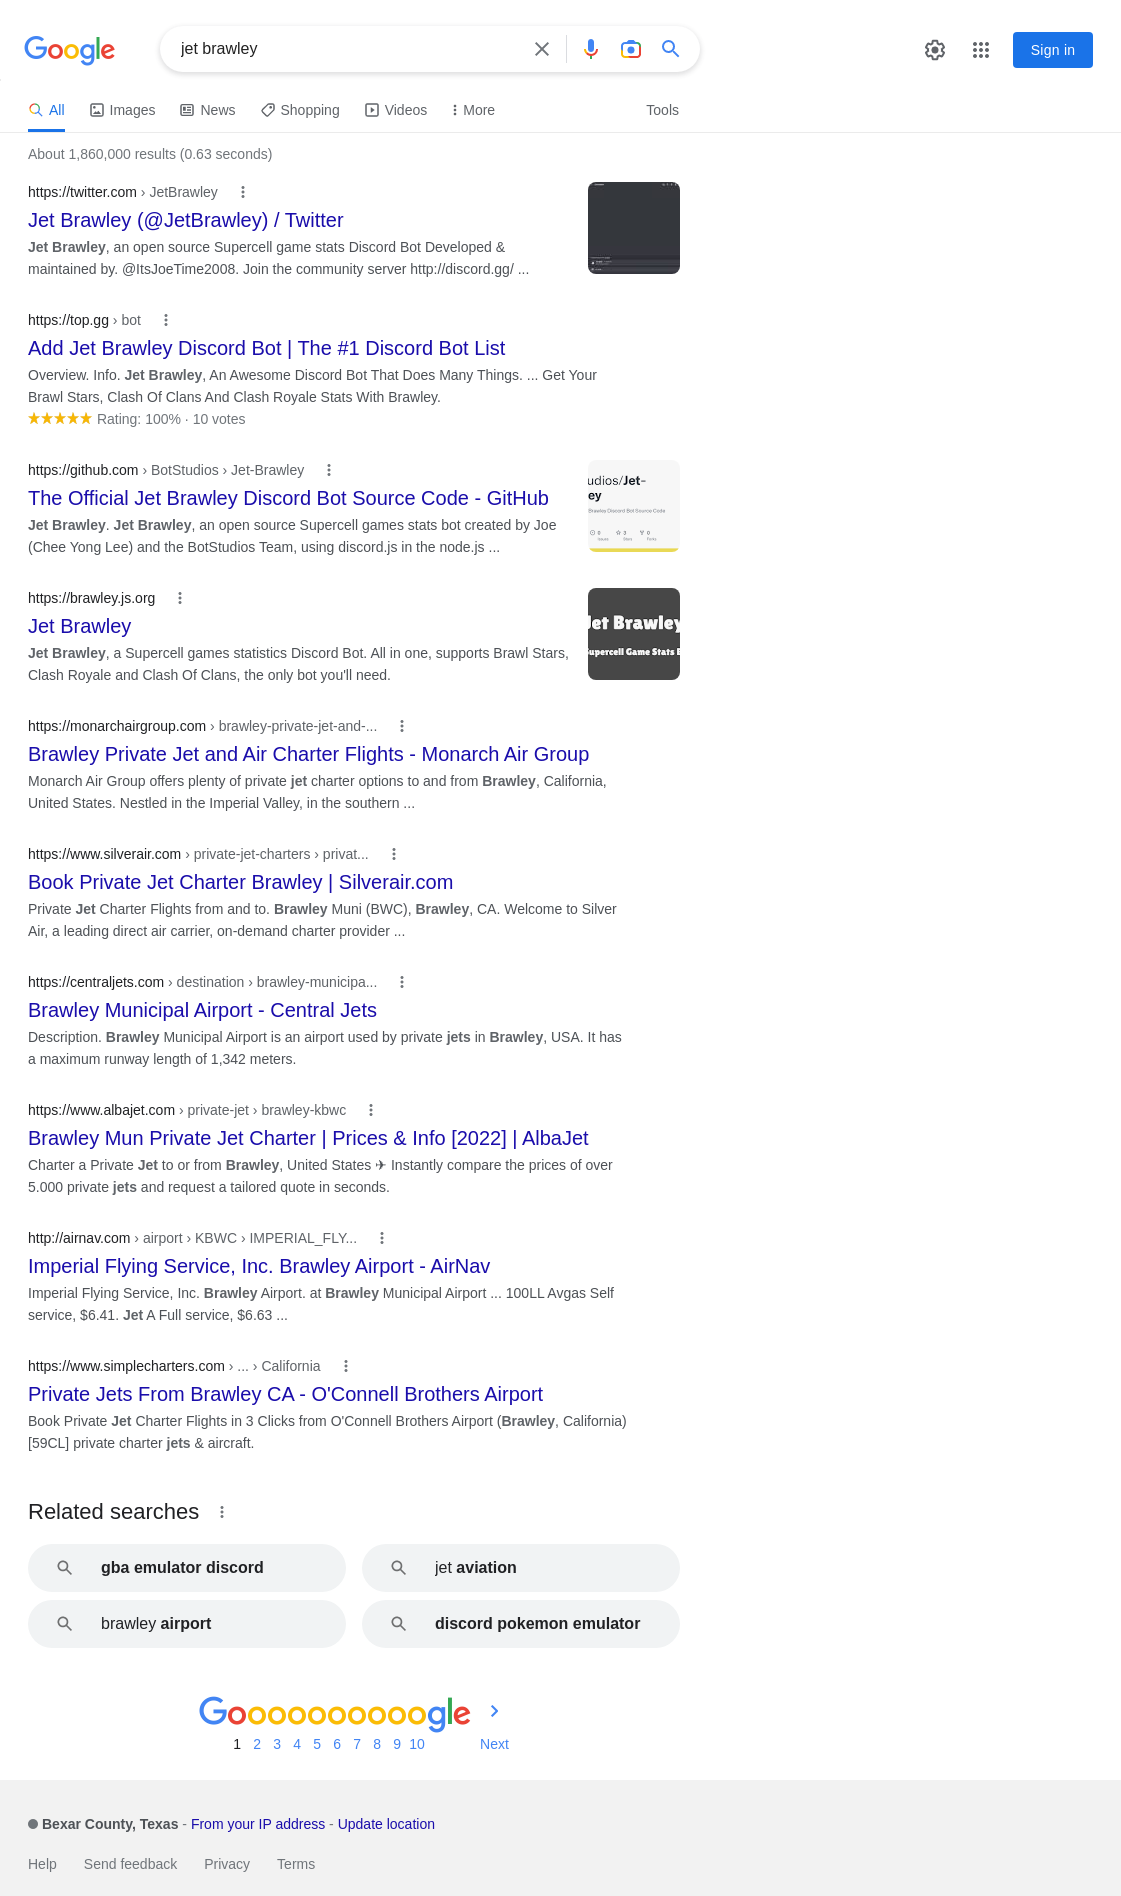 Google
jet brawley
Sign in
All
Images
News
Shopping
Videos
More
Tools
About 1,860,000 results (0.63 seconds)
https://twitter.com › JetBrawley
Jet Brawley (@JetBrawley) / Twitter
Jet Brawley, an open source Supercell game stats Discord Bot Developed &
maintained by. @ItsJoeTime2008. Join the community server http://discord.gg/ ...
https://top.gg › bot
Add Jet Brawley Discord Bot | The #1 Discord Bot List
Overview. Info. Jet Brawley, An Awesome Discord Bot That Does Many Things. ... Get Your
Brawl Stars, Clash Of Clans And Clash Royale Stats With Brawley.
Rating: 100% · 10 votes
https://github.com › BotStudios › Jet-Brawley
The Official Jet Brawley Discord Bot Source Code - GitHub
Jet Brawley. Jet Brawley, an open source Supercell games stats bot created by Joe
(Chee Yong Lee) and the BotStudios Team, using discord.js in the node.js ...
udios/Jet-
ey
Brawley Discord Bot Source Code
0 3 0
Issues Stars Forks
https://brawley.js.org
Jet Brawley
Jet Brawley, a Supercell games statistics Discord Bot. All in one, supports Brawl Stars,
Clash Royale and Clash Of Clans, the only bot you'll need.
Jet Brawley
Supercell Game Stats B
https://monarchairgroup.com › brawley-private-jet-and-...
Brawley Private Jet and Air Charter Flights - Monarch Air Group
Monarch Air Group offers plenty of private jet charter options to and from Brawley, California,
United States. Nestled in the Imperial Valley, in the southern ...
https://www.silverair.com › private-jet-charters › privat...
Book Private Jet Charter Brawley | Silverair.com
Private Jet Charter Flights from and to. Brawley Muni (BWC), Brawley, CA. Welcome to Silver
Air, a leading direct air carrier, on-demand charter provider ...
https://centraljets.com › destination › brawley-municipa...
Brawley Municipal Airport - Central Jets
Description. Brawley Municipal Airport is an airport used by private jets in Brawley, USA. It has
a maximum runway length of 1,342 meters.
https://www.albajet.com › private-jet › brawley-kbwc
Brawley Mun Private Jet Charter | Prices & Info [2022] | AlbaJet
Charter a Private Jet to or from Brawley, United States ✈ Instantly compare the prices of over
5.000 private jets and request a tailored quote in seconds.
http://airnav.com › airport › KBWC › IMPERIAL_FLY...
Imperial Flying Service, Inc. Brawley Airport - AirNav
Imperial Flying Service, Inc. Brawley Airport. at Brawley Municipal Airport ... 100LL Avgas Self
service, $6.41. Jet A Full service, $6.63 ...
https://www.simplecharters.com › ... › California
Private Jets From Brawley CA - O'Connell Brothers Airport
Book Private Jet Charter Flights in 3 Clicks from O'Connell Brothers Airport (Brawley, California)
[59CL] private charter jets & aircraft.
Related searches
gba emulator discord
jet aviation
brawley airport
discord pokemon emulator
Goooooooooogle
1 2 3 4 5 6 7 8 9 10 Next
Bexar County, Texas - From your IP address - Update location
Help Send feedback Privacy Terms